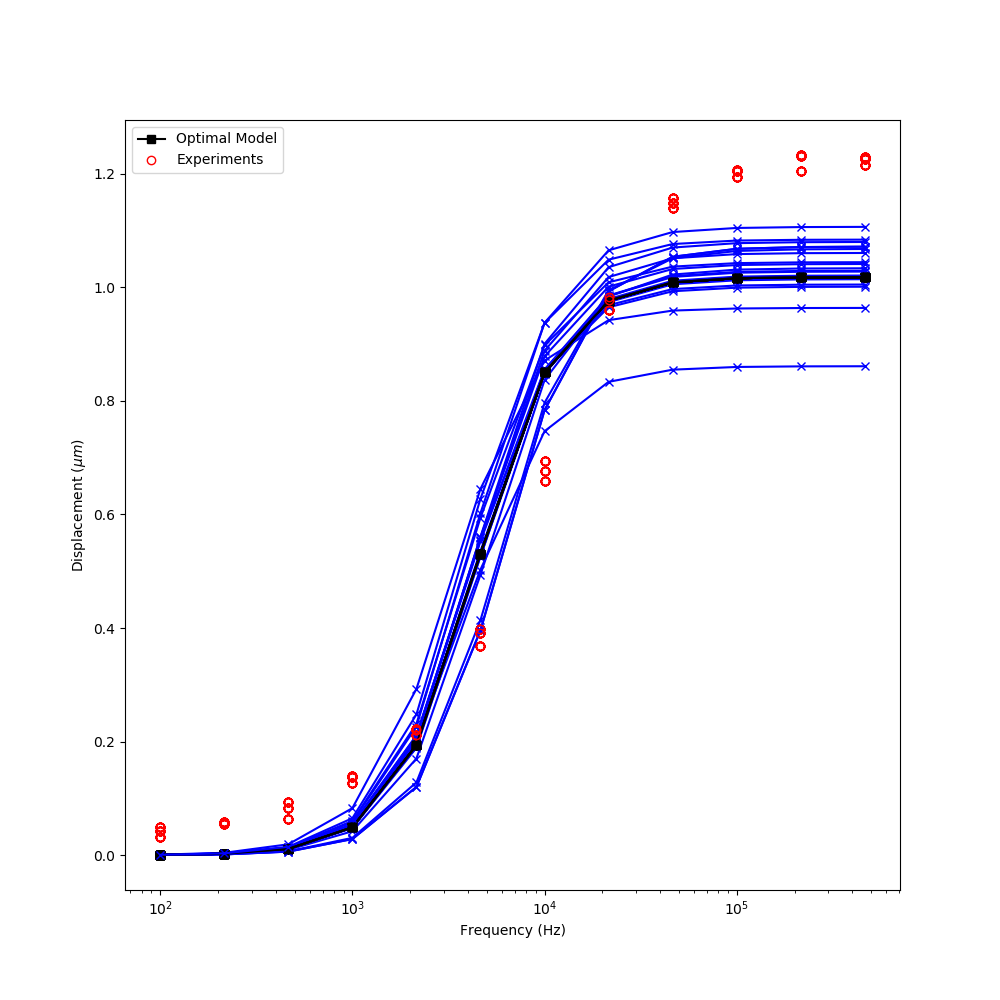 Optimal Model
Experiments
1.2
1.0
0.8
0.6
0.4
0.2
0.0
Displacement (μm)
10² 10³ 10⁴ 10⁵
Frequency (Hz)